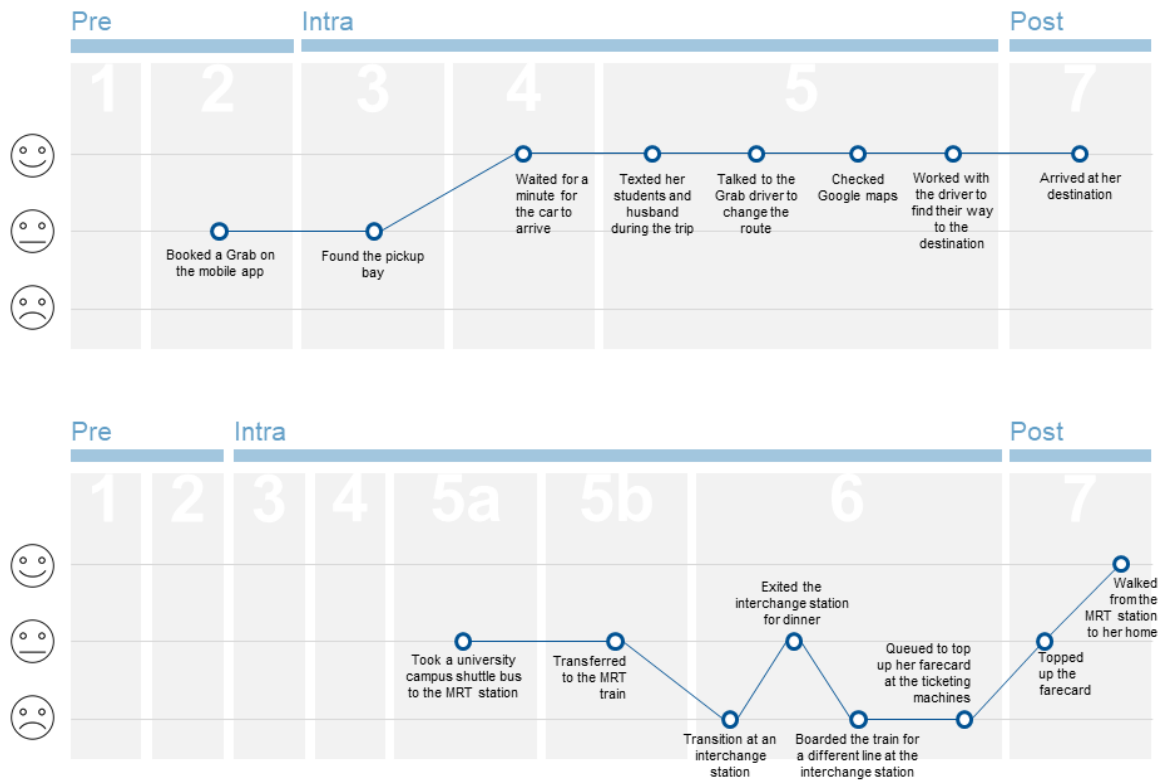 Pre
Intra
Post
1
2
3
4
5
7
Booked a Grab on
the mobile app
Found the pickup
bay
Waited for a
minute for
the car to
arrive
Texted her
students and
husband
during the trip
Talked to the
Grab driver to
change the
route
Checked
Google maps
Worked with
the driver to
find their way
to the
destination
Arrived at her
destination
Pre
Intra
Post
1
2
3
4
5a
5b
6
7
Took a university
campus shuttle bus
to the MRT station
Transferred
to the MRT
train
Transition at an
interchange
station
Exited the
interchange station
for dinner
Boarded the train for
a different line at the
interchange station
Queued to top
up her farecard
at the ticketing
machines
Topped
up the
farecard
Walked
from the
MRT station
to her home